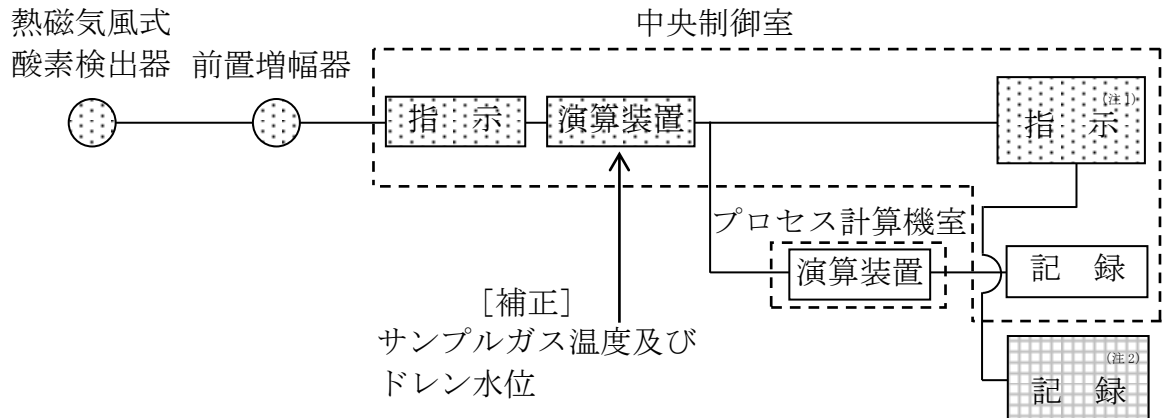 熱磁気風式
酸素検出器
前置増幅器
中央制御室
指 示
演算装置
(注1)
指 示
プロセス計算機室
演算装置
記 録
[補正]
サンプルガス温度及び
ドレン水位
(注2)
記 録